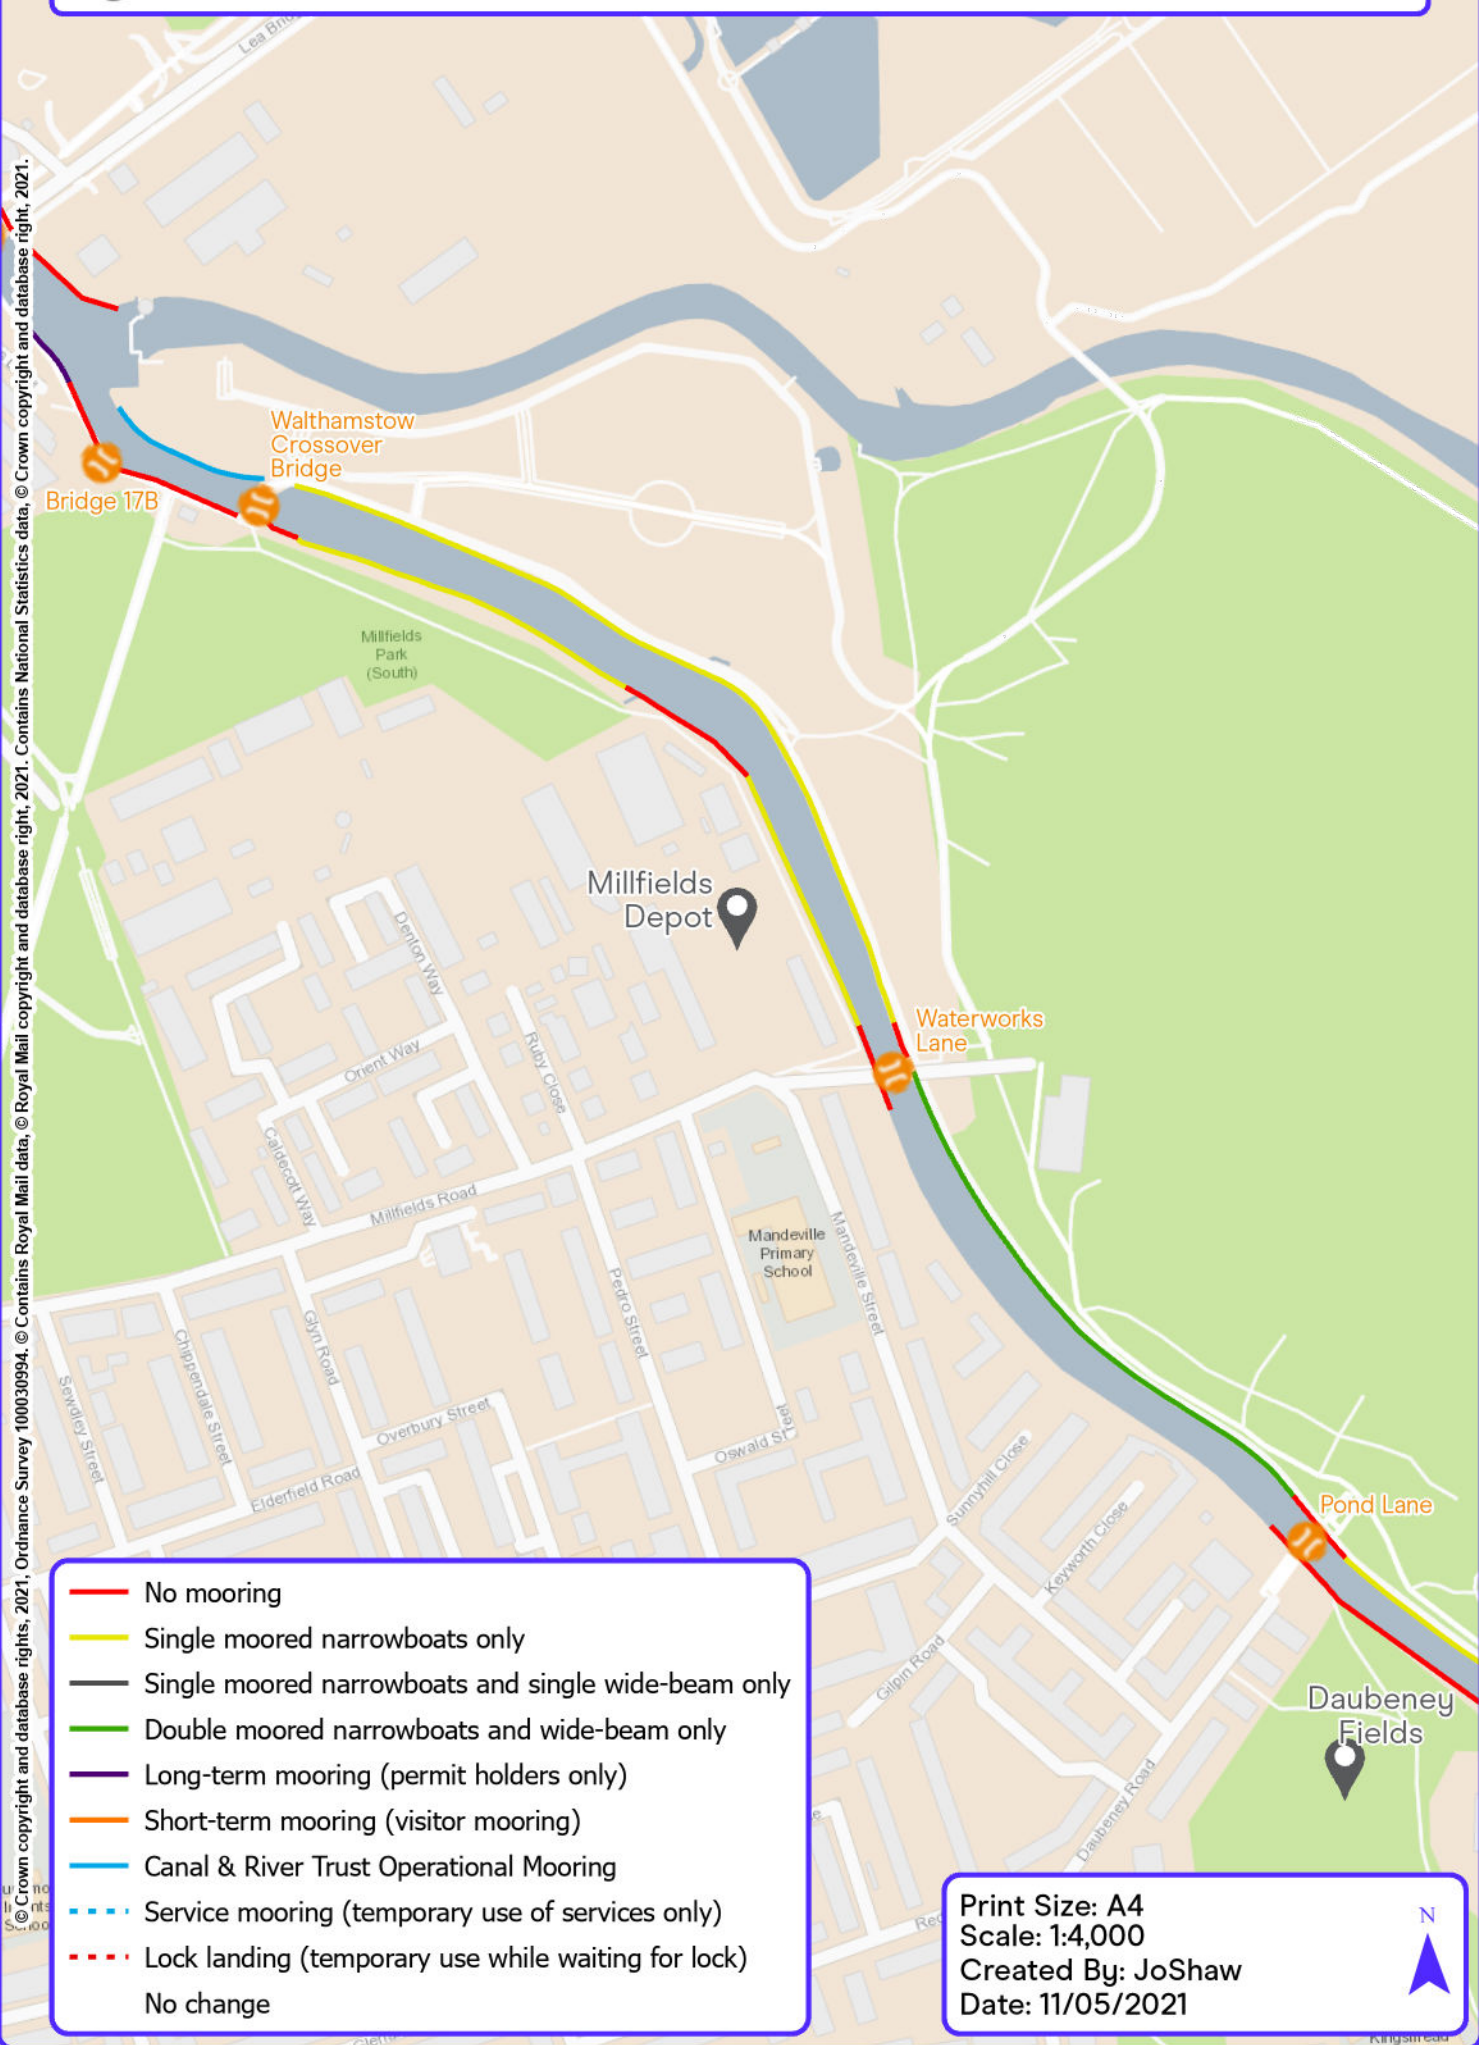 Lea Bri
© Crown copyright and database rights, 2021, Ordnance Survey 100030994. © Contains Royal Mail data, © Royal Mail copyright and database right, 2021. Contains National Statistics data, © Crown copyright and database right, 2021.
Walthamstow
Crossover
Bridge
Bridge 17B
Millfields
Park
(South)
Millfields
Depot
Denton Way
Waterworks
Lane
Orient Way
Ruby Close
Caldecott Way
Millfields Road
Mandeville
Primary
School
Mandeville Street
Pedro Street
Glyn Road
Chippendale Street
Sewdley Street
Overbury Street
Oswald St
reet
Elderfield Road
Sunnyhill Close
Keyworth Close
Pond Lane
Gilpin Road
Daubeney Road
Daubeney
Fields
No mooring
Single moored narrowboats only
Single moored narrowboats and single wide-beam only
Double moored narrowboats and wide-beam only
Long-term mooring (permit holders only)
Short-term mooring (visitor mooring)
Canal & River Trust Operational Mooring
Service mooring (temporary use of services only)
Lock landing (temporary use while waiting for lock)
No change
Print Size: A4
Scale: 1:4,000
Created By: JoShaw
Date: 11/05/2021
N